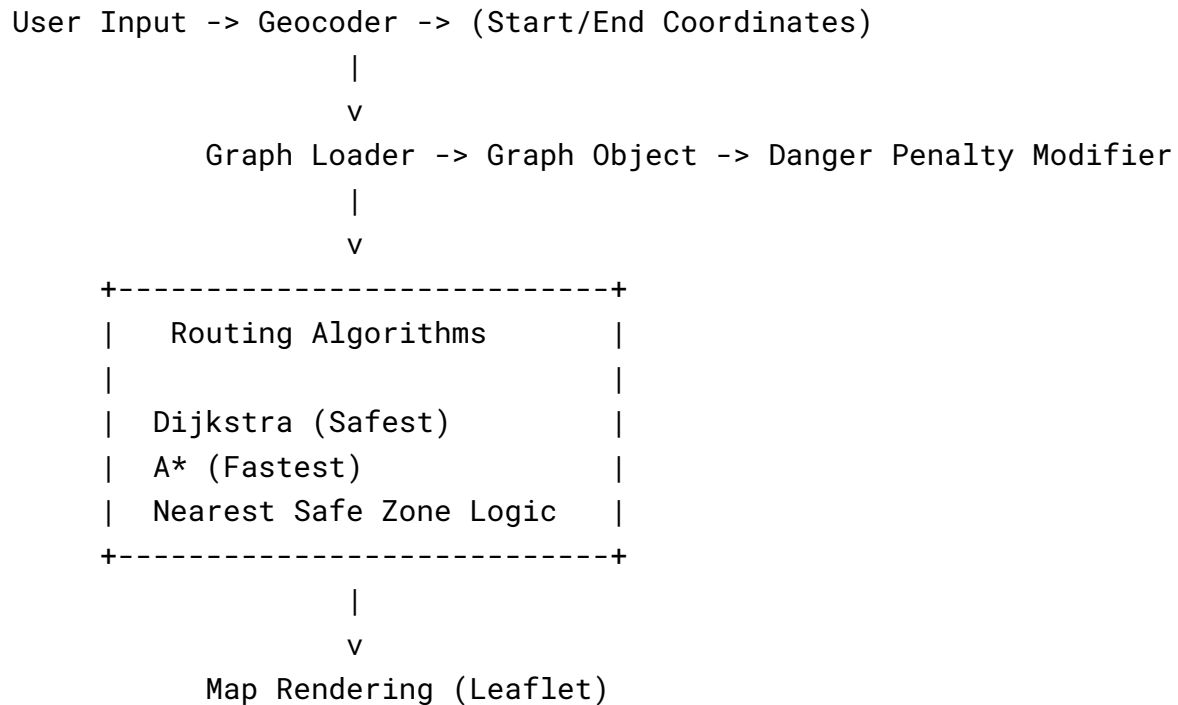 User Input -> Geocoder -> (Start/End Coordinates)
|
v
Graph Loader -> Graph Object -> Danger Penalty Modifier
|
v
+----------------------------+
| Routing Algorithms |
| |
| Dijkstra (Safest) |
| A* (Fastest) |
| Nearest Safe Zone Logic |
+----------------------------+
|
v
Map Rendering (Leaflet)